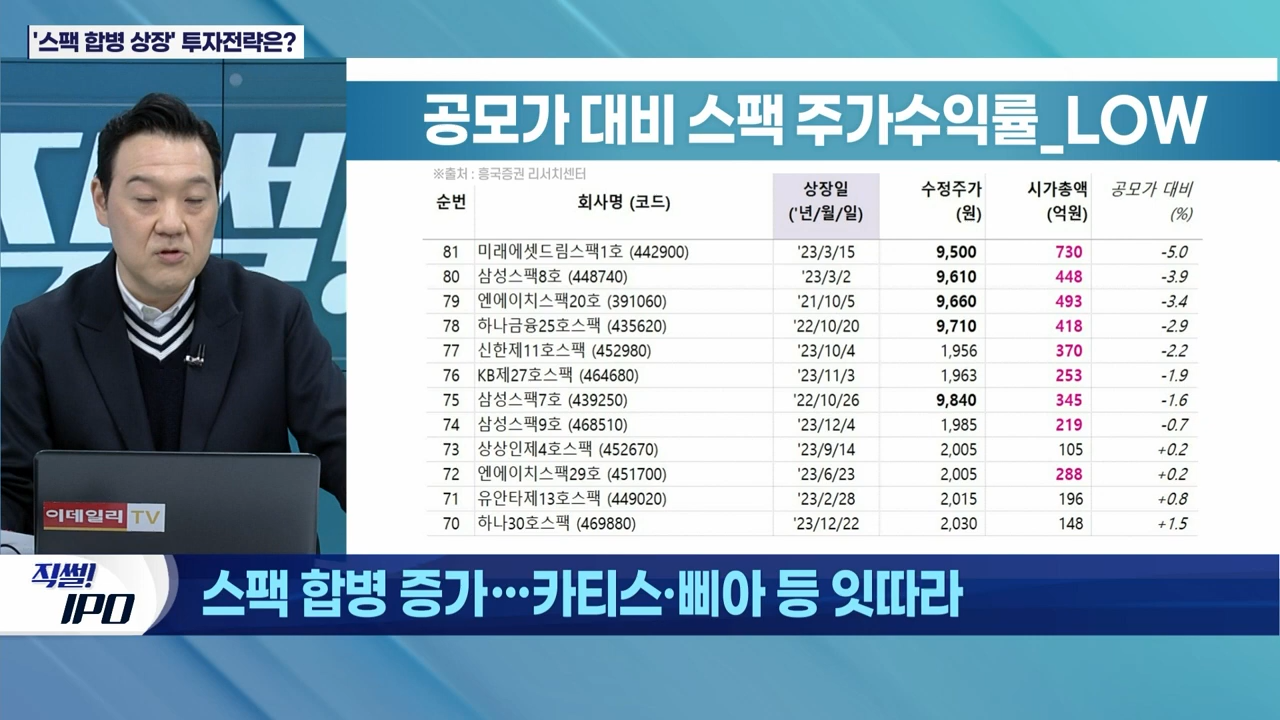 '스팩 합병 상장' 투자전략은?
공모가 대비 스팩 주가수익률_LOW
※출처 : 흥국증권 리서치센터
순번 회사명 (코드) 상장일 ('년/월/일) 수정주가 (원) 시가총액 (억원) 공모가 대비 (%)
81 미래에셋드림스팩1호 (442900) '23/3/15 9,500 730 -5.0
80 삼성스팩8호 (448740) '23/3/2 9,610 448 -3.9
79 엔에이치스팩20호 (391060) '21/10/5 9,660 493 -3.4
78 하나금융25호스팩 (435620) '22/10/20 9,710 418 -2.9
77 신한제11호스팩 (452980) '23/10/4 1,956 370 -2.2
76 KB제27호스팩 (464680) '23/11/3 1,963 253 -1.9
75 삼성스팩7호 (439250) '22/10/26 9,840 345 -1.6
74 삼성스팩9호 (468510) '23/12/4 1,985 219 -0.7
73 상상인제4호스팩 (452670) '23/9/14 2,005 105 +0.2
72 엔에이치스팩29호 (451700) '23/6/23 2,005 288 +0.2
71 유안타제13호스팩 (449020) '23/2/28 2,015 196 +0.8
70 하나30호스팩 (469880) '23/12/22 2,030 148 +1.5
이데일리TV
직썰!
IPO
스팩 합병 증가…카티스·삐아 등 잇따라